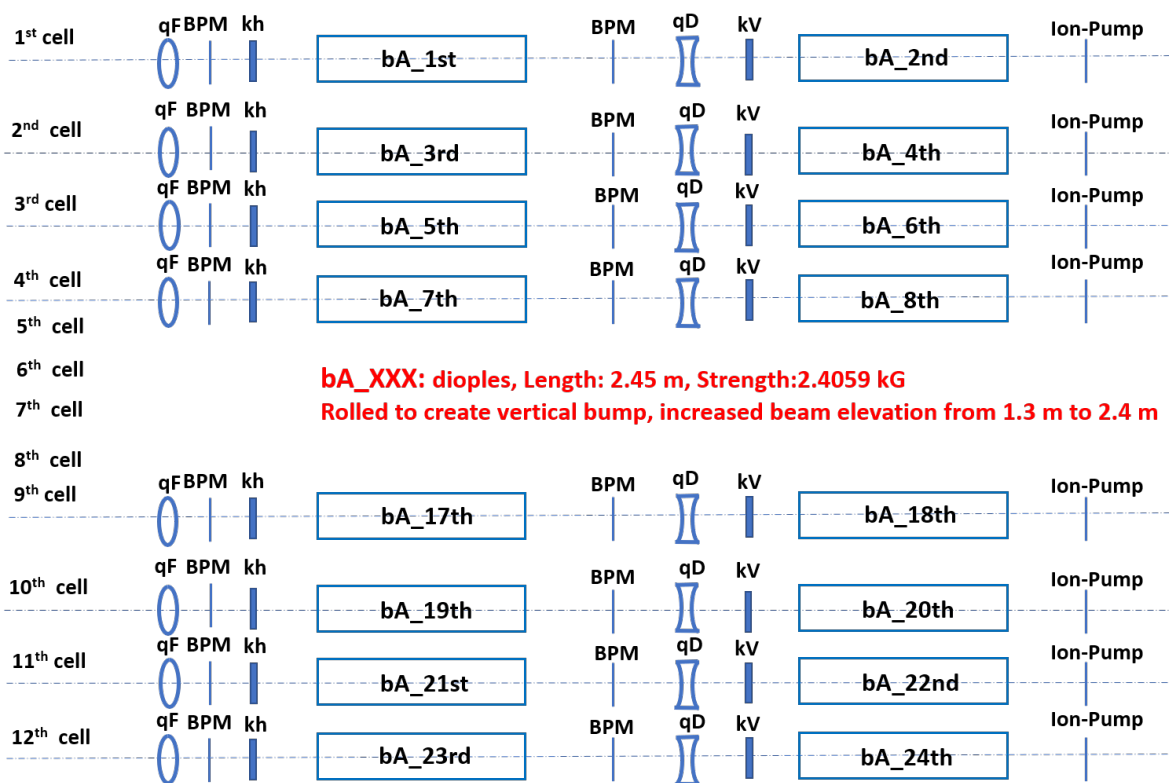 qF BPM kh BPM qD kV Ion-Pump
1st cell bA_1st bA_2nd
qF BPM kh BPM qD kV Ion-Pump
2nd cell bA_3rd bA_4th
qF BPM kh BPM qD kV Ion-Pump
3rd cell bA_5th bA_6th
qF BPM kh BPM qD kV Ion-Pump
4th cell bA_7th bA_8th
5th cell
6th cell
bA_XXX: dioples, Length: 2.45 m, Strength:2.4059 kG
7th cell
Rolled to create vertical bump, increased beam elevation from 1.3 m to 2.4 m
8th cell
qF BPM kh BPM qD kV Ion-Pump
9th cell bA_17th bA_18th
qF BPM kh BPM qD kV Ion-Pump
10th cell bA_19th bA_20th
qF BPM kh BPM qD kV Ion-Pump
11th cell bA_21st bA_22nd
qF BPM kh BPM qD kV Ion-Pump
12th cell bA_23rd bA_24th